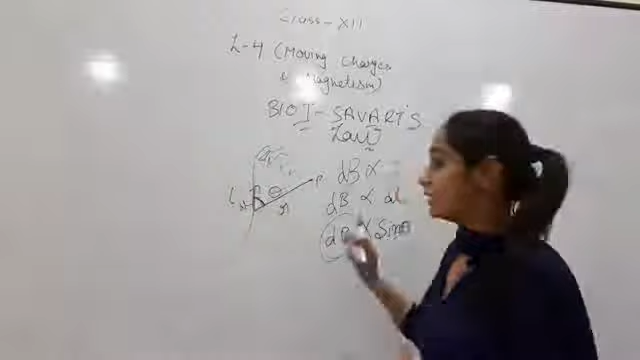 Class-XII
L-4 (Moving Charges
& Magnetism)
BIOT-SAVART'S
Law
dB ∝
dB ∝ dl
dB ∝ Sinθ
θ
P
r